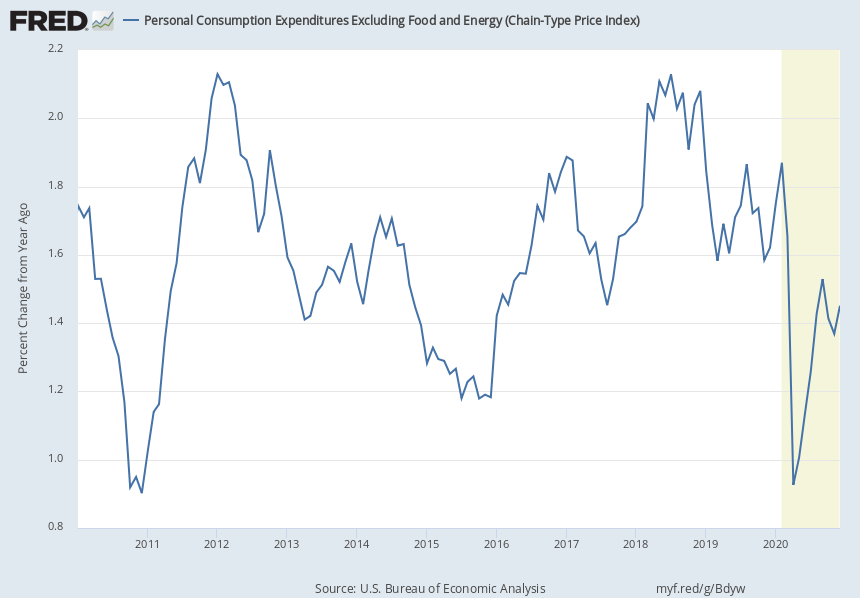 FRED
Personal Consumption Expenditures Excluding Food and Energy (Chain-Type Price Index)
2.2
2.0
1.8
1.6
1.4
1.2
1.0
0.8
Percent Change from Year Ago
2011 2012 2013 2014 2015 2016 2017 2018 2019 2020
Source: U.S. Bureau of Economic Analysis myf.red/g/Bdyw